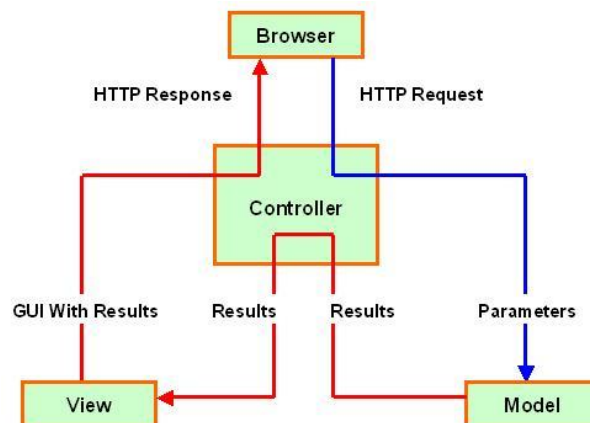 Browser
HTTP Response
HTTP Request
Controller
GUI With Results
Results
Results
Parameters
View
Model